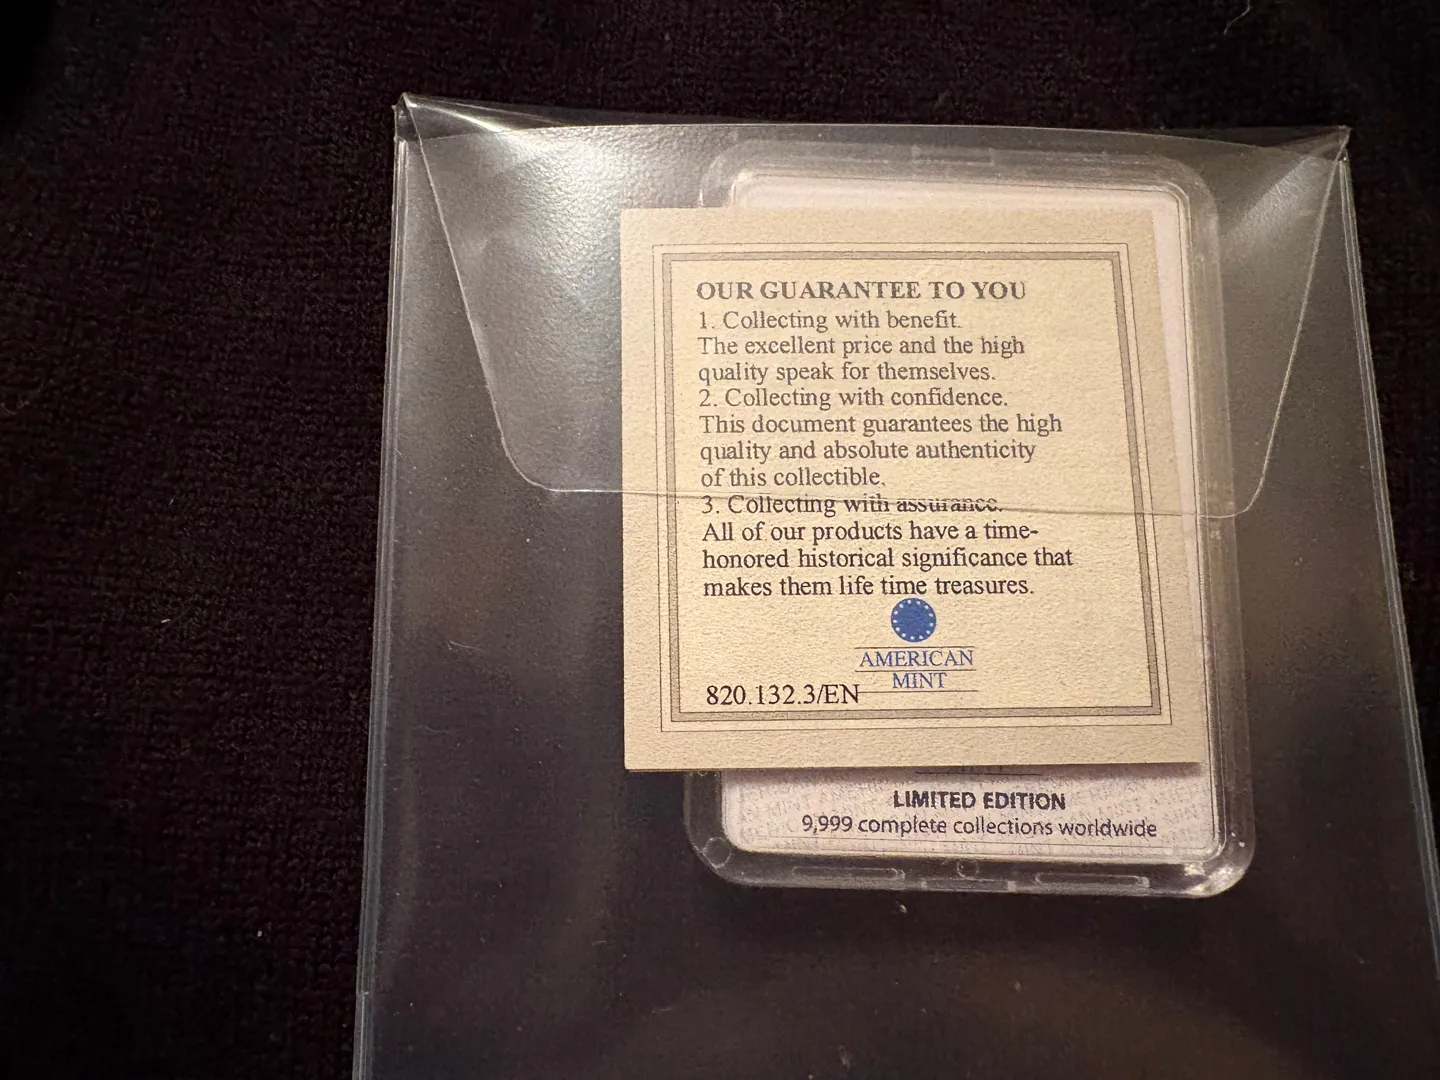 OUR GUARANTEE TO YOU
1. Collecting with benefit.
The excellent price and the high
quality speak for themselves.
2. Collecting with confidence.
This document guarantees the high
quality and absolute authenticity
of this collectible.
3. Collecting with assurance.
All of our products have a time-
honored historical significance that
makes them life time treasures.
AMERICAN
MINT
820.132.3/EN
LIMITED EDITION
9,999 complete collections worldwide